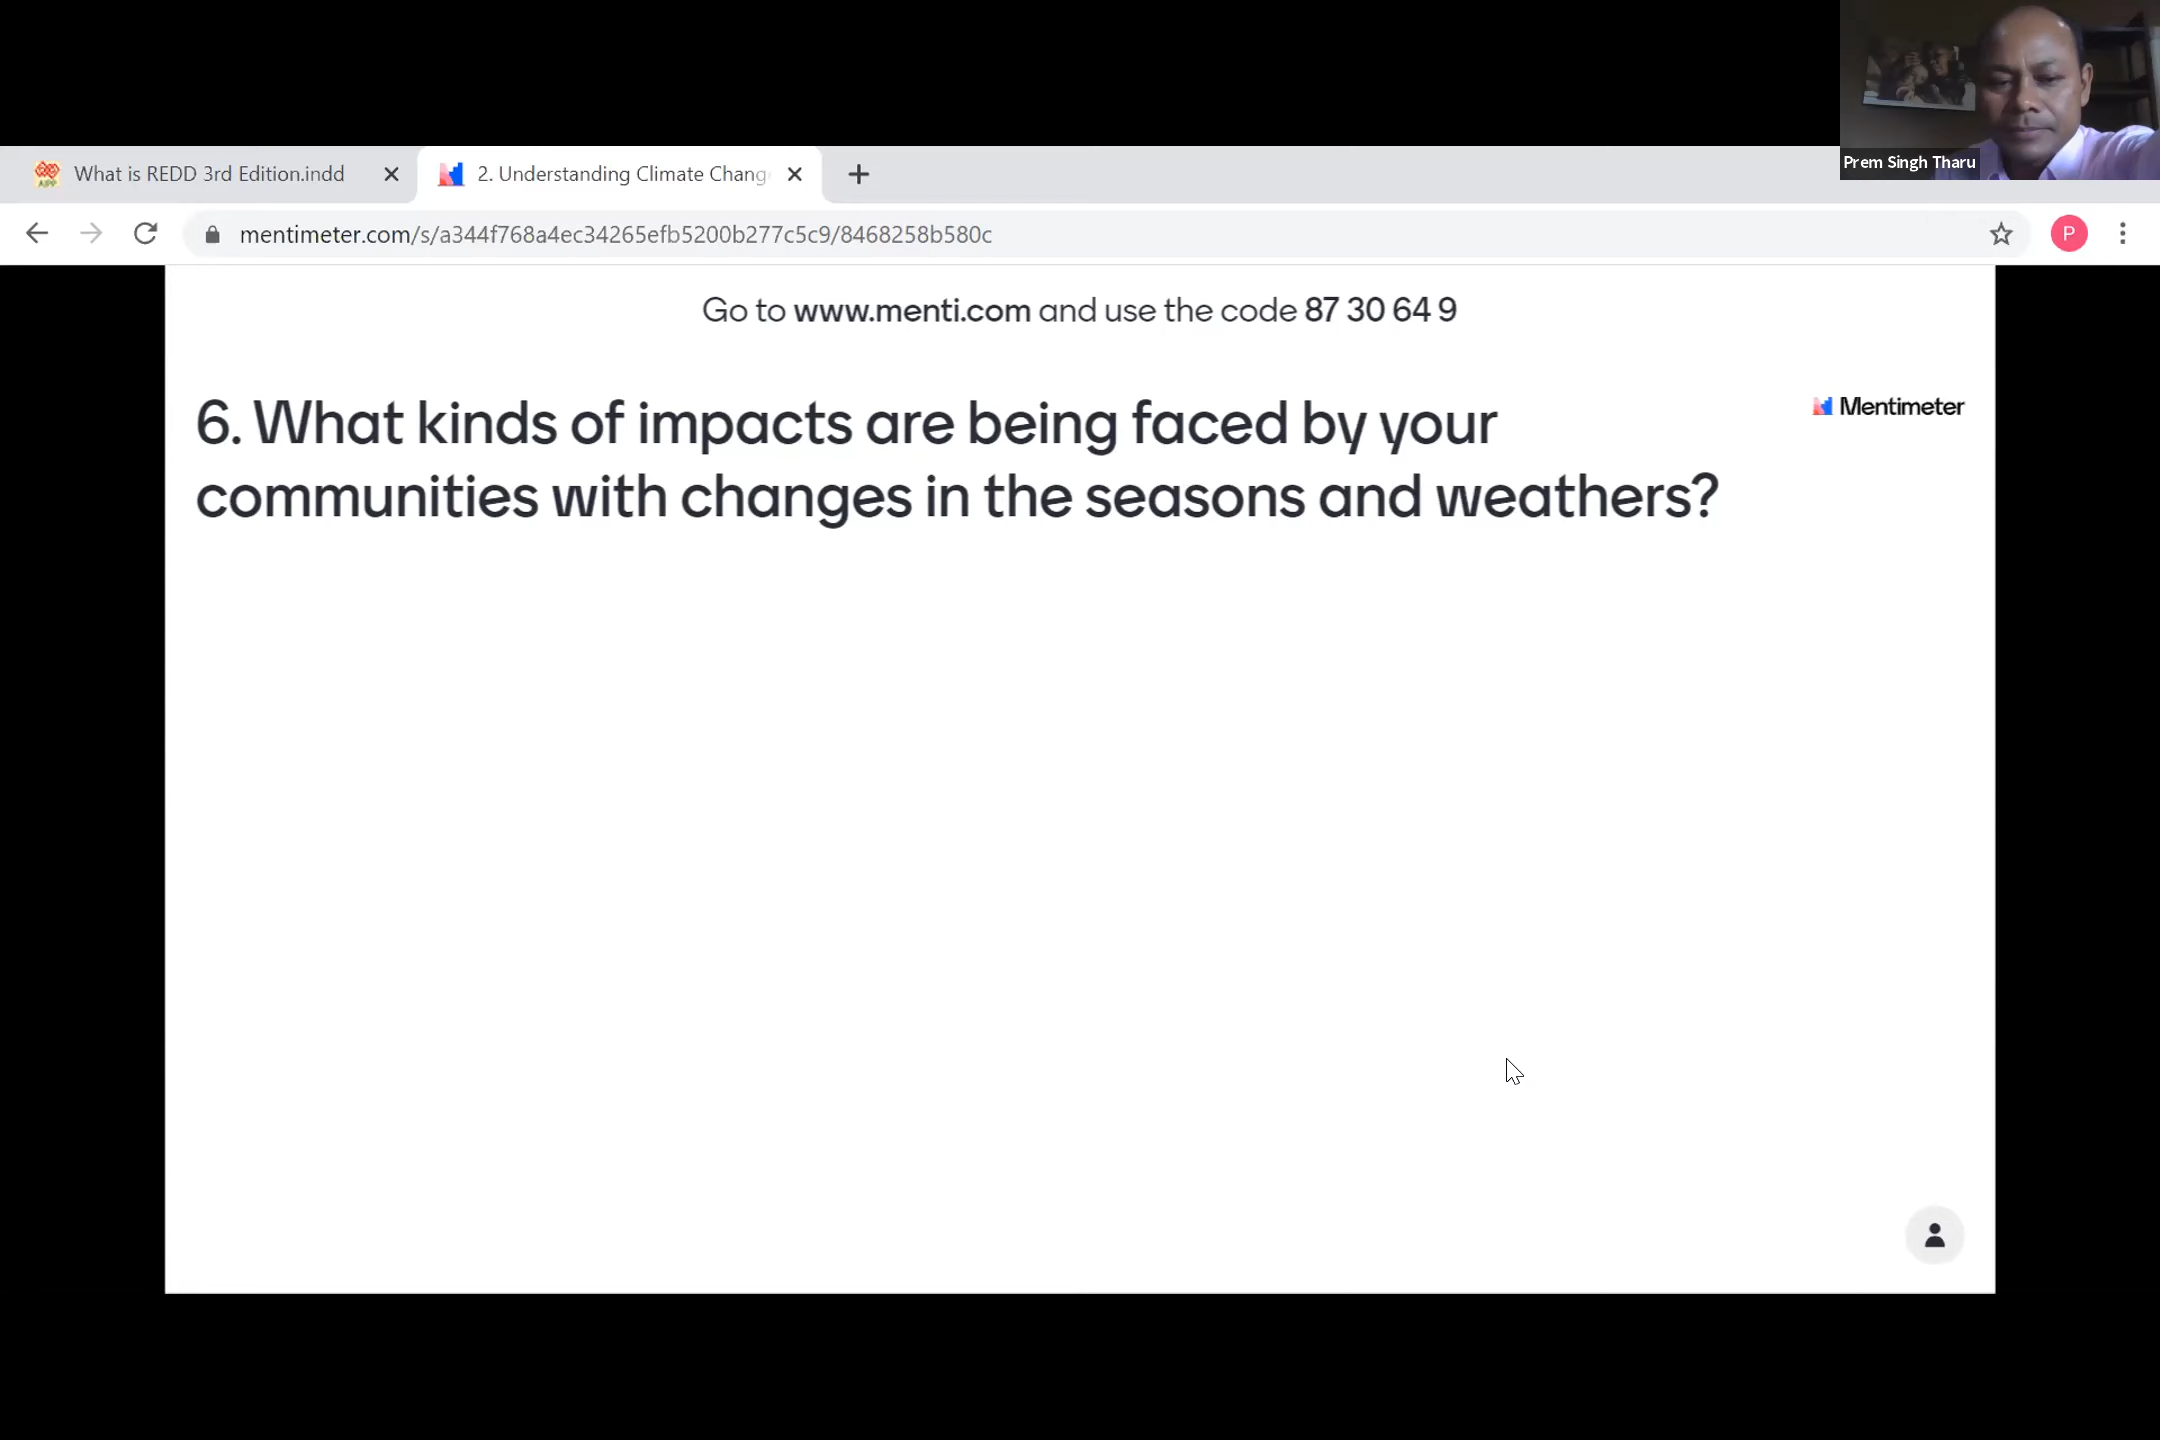 Prem Singh Tharu
What is REDD 3rd Edition.indd
2. Understanding Climate Chang
mentimeter.com/s/a344f768a4ec34265efb5200b277c5c9/8468258b580c
P
Go to www.menti.com and use the code 87 30 64 9
6. What kinds of impacts are being faced by your
communities with changes in the seasons and weathers?
Mentimeter